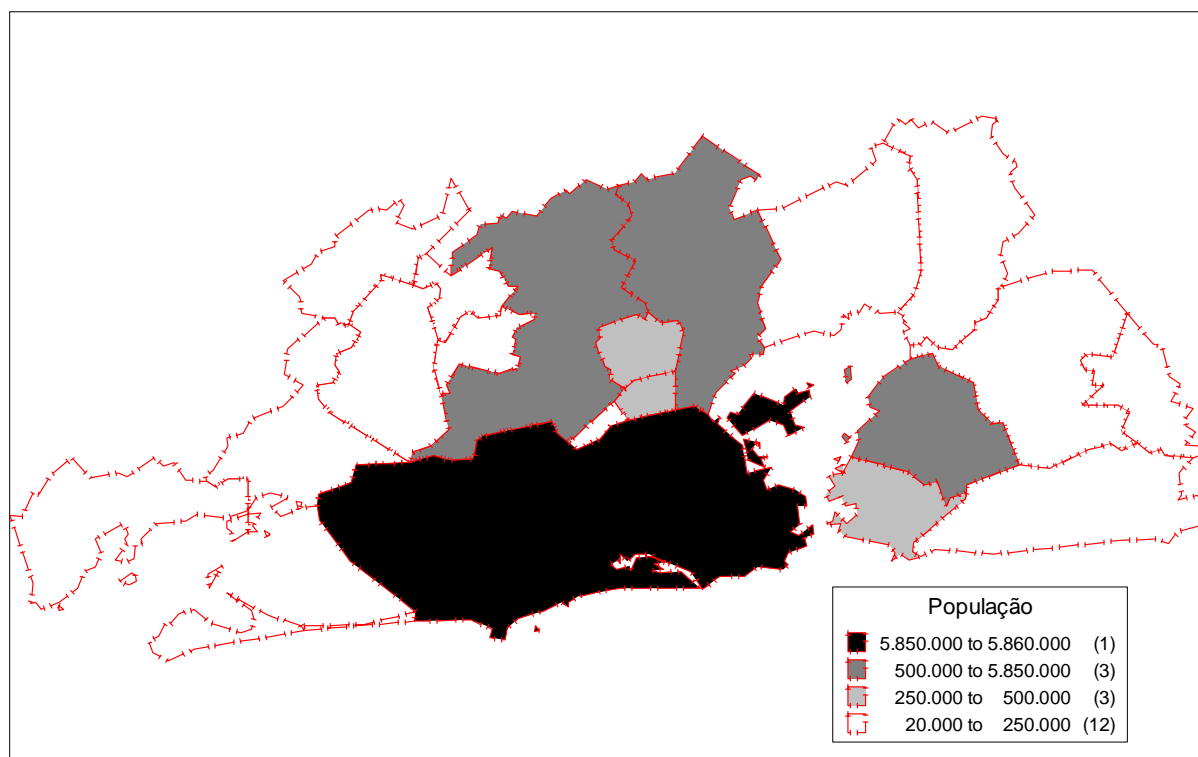 População
5.850.000 to 5.860.000 (1)
500.000 to 5.850.000 (3)
250.000 to 500.000 (3)
20.000 to 250.000 (12)